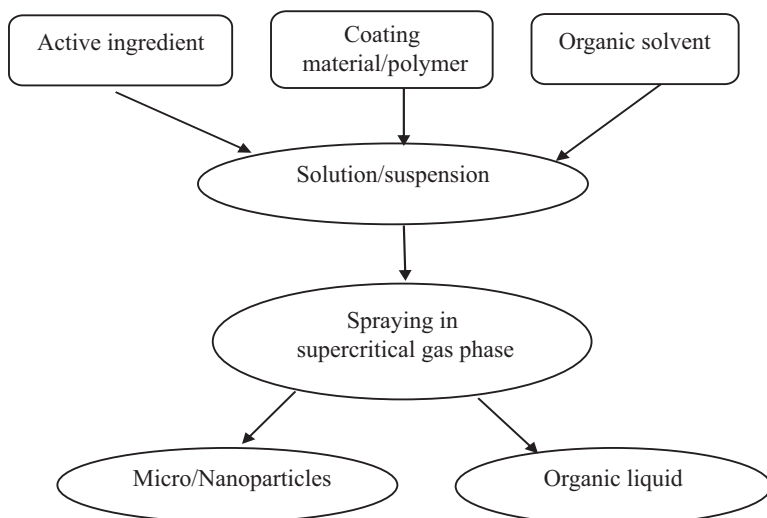 Active ingredient
Coating
material/polymer
Organic solvent
Solution/suspension
Spraying in
supercritical gas phase
Micro/Nanoparticles
Organic liquid